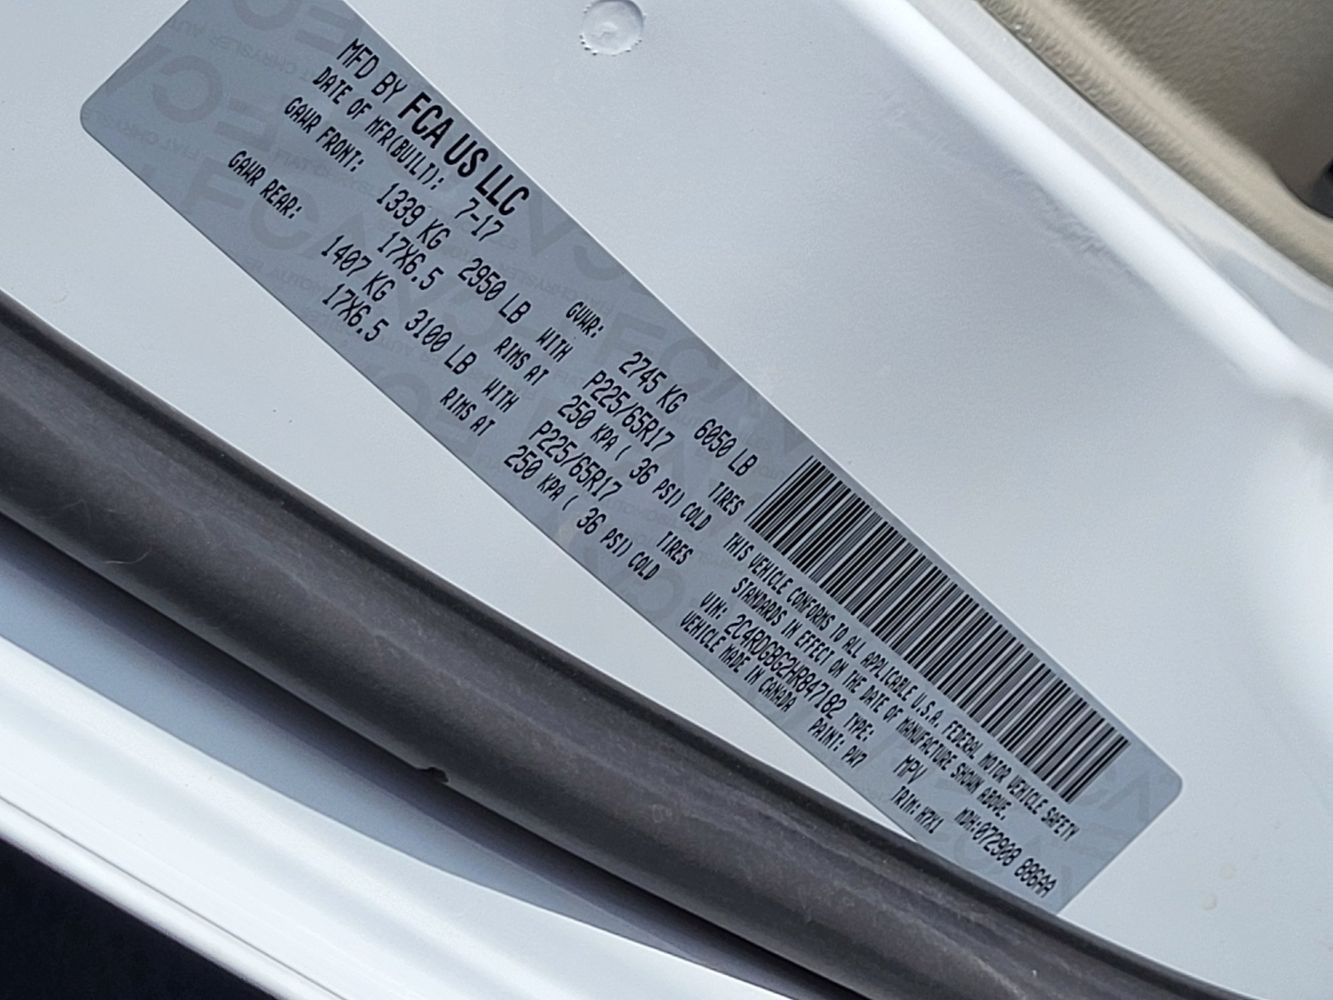 MFD BY FCA US LLC
DATE OF MFR(BUILT): 7-17 GVWR: 2745 KG 6050 LB
GAWR FRONT: 1339 KG 2950 LB WITH P225/65R17 TIRES
17X6.5 RIMS AT 250 KPA ( 36 PSI) COLD
GAWR REAR: 1407 KG 3100 LB WITH P225/65R17 TIRES
17X6.5 RIMS AT 250 KPA ( 36 PSI) COLD
THIS VEHICLE CONFORMS TO ALL APPLICABLE U.S.A. FEDERAL MOTOR VEHICLE SAFETY
STANDARDS IN EFFECT ON THE DATE OF MANUFACTURE SHOWN ABOVE.
VIN: 2C4RDGBG2HR847182 TYPE: MPV MDH:072908 886AA
VEHICLE MADE IN CANADA PAINT: PW7 TRIM: